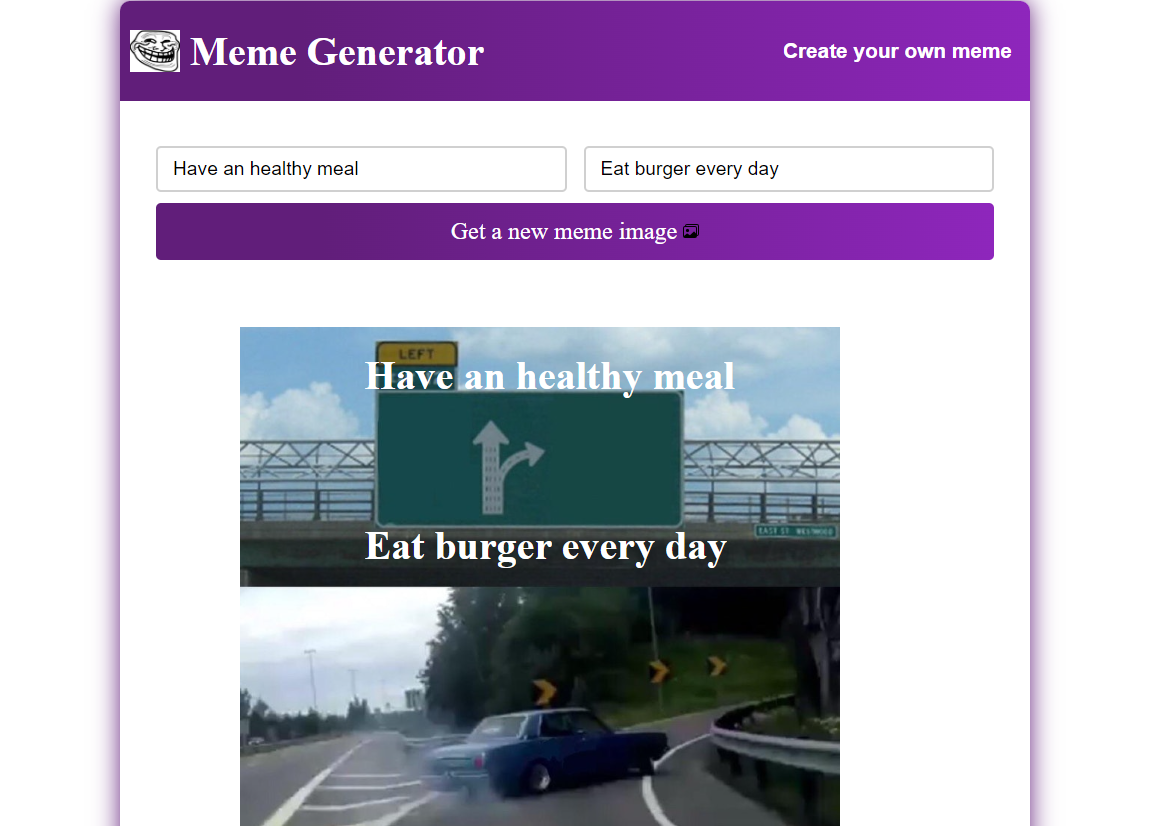 Meme Generator
Create your own meme
Have an healthy meal
Eat burger every day
Get a new meme image
LEFT
Have an healthy meal
EAST ST WESTWOOD
Eat burger every day